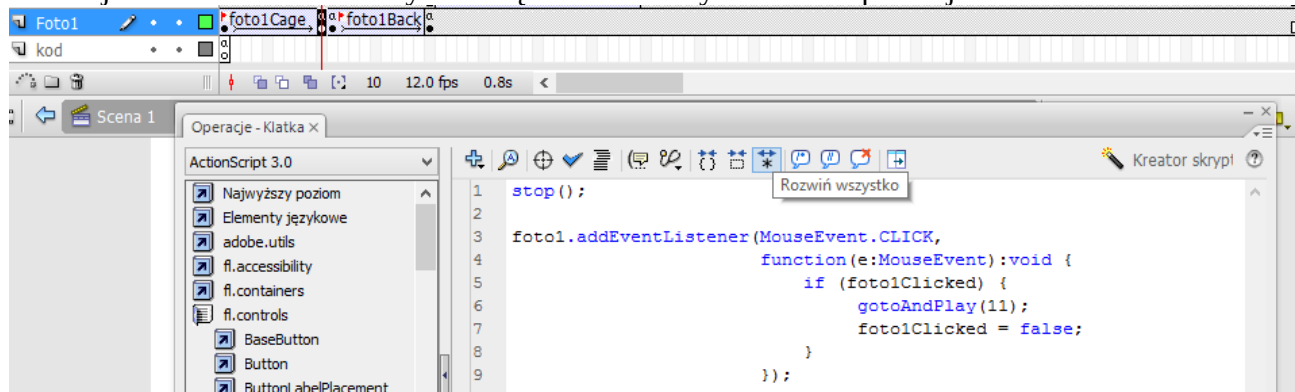 Foto1
foto1Cage
a
a
foto1Back
a
kod
a
10 12.0 fps 0.8s
Scena 1
Operacje - Klatka
ActionScript 3.0
Kreator skrypt
Rozwiń wszystko
Najwyższy poziom
Elementy językowe
adobe.utils
fl.accessibility
fl.containers
fl.controls
BaseButton
Button
ButtonLabelPlacement
1 stop();
2
3 foto1.addEventListener(MouseEvent.CLICK,
4 function(e:MouseEvent):void {
5 if (foto1Clicked) {
6 gotoAndPlay(11);
7 foto1Clicked = false;
8 }
9 });